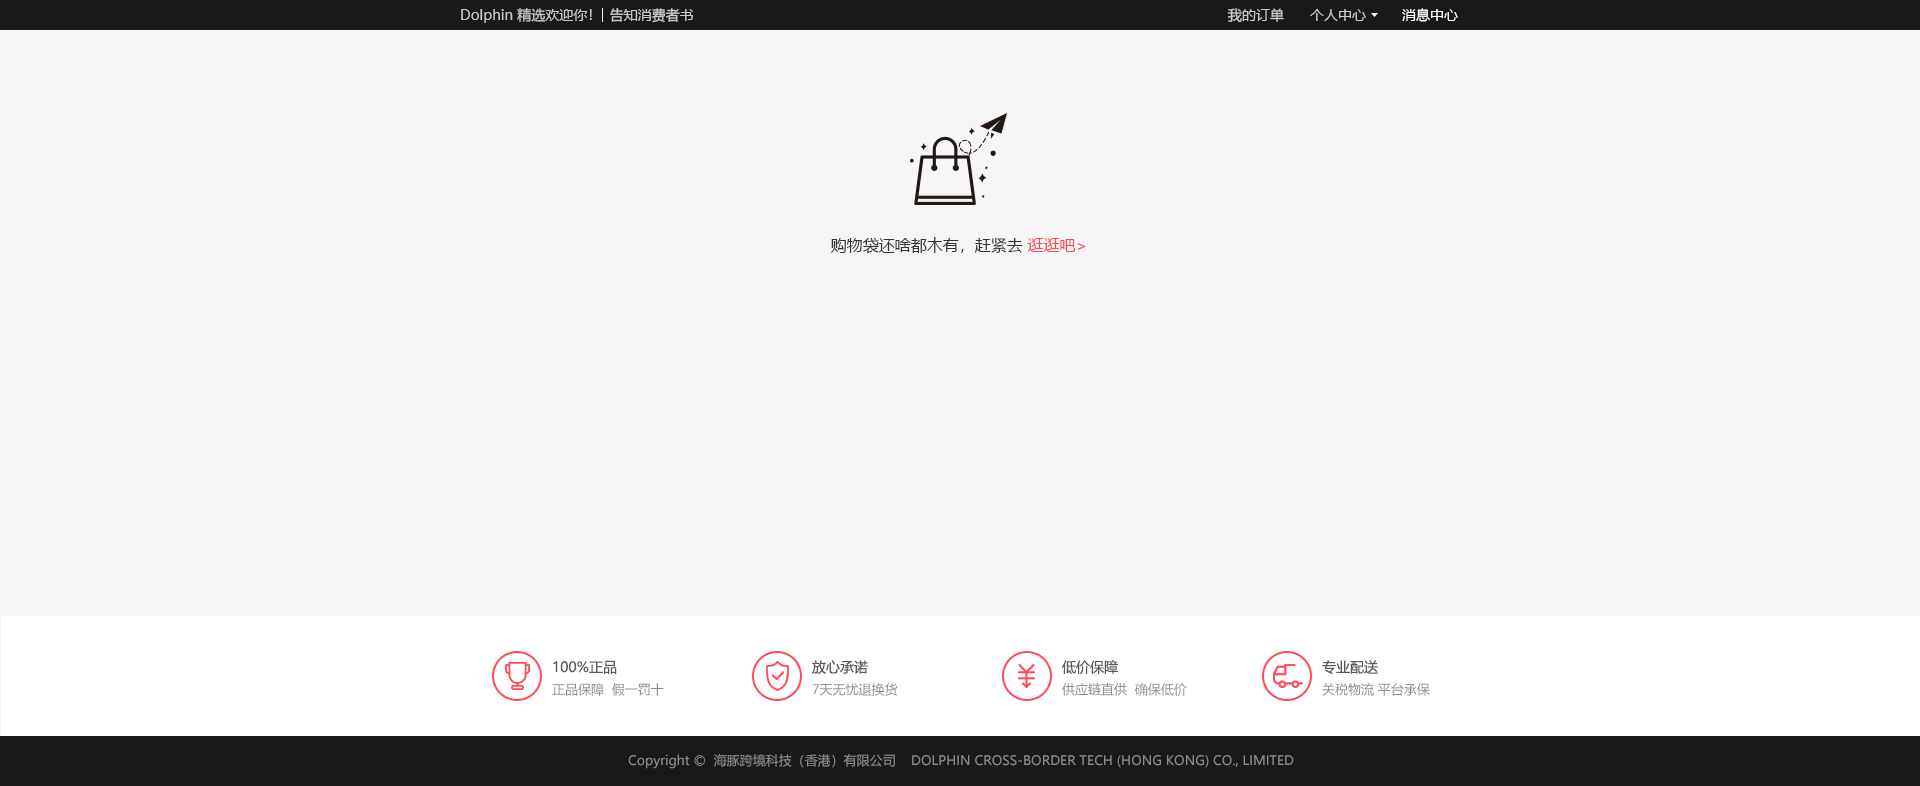 Dolphin 精选欢迎你！| 告知消费者书
我的订单 个人中心 消息中心
购物袋还啥都木有，赶紧去 逛逛吧>
100%正品
正品保障 假一罚十
放心承诺
7天无忧退换货
低价保障
供应链直供 确保低价
专业配送
关税物流 平台承保
Copyright © 海豚跨境科技（香港）有限公司 DOLPHIN CROSS-BORDER TECH (HONG KONG) CO., LIMITED